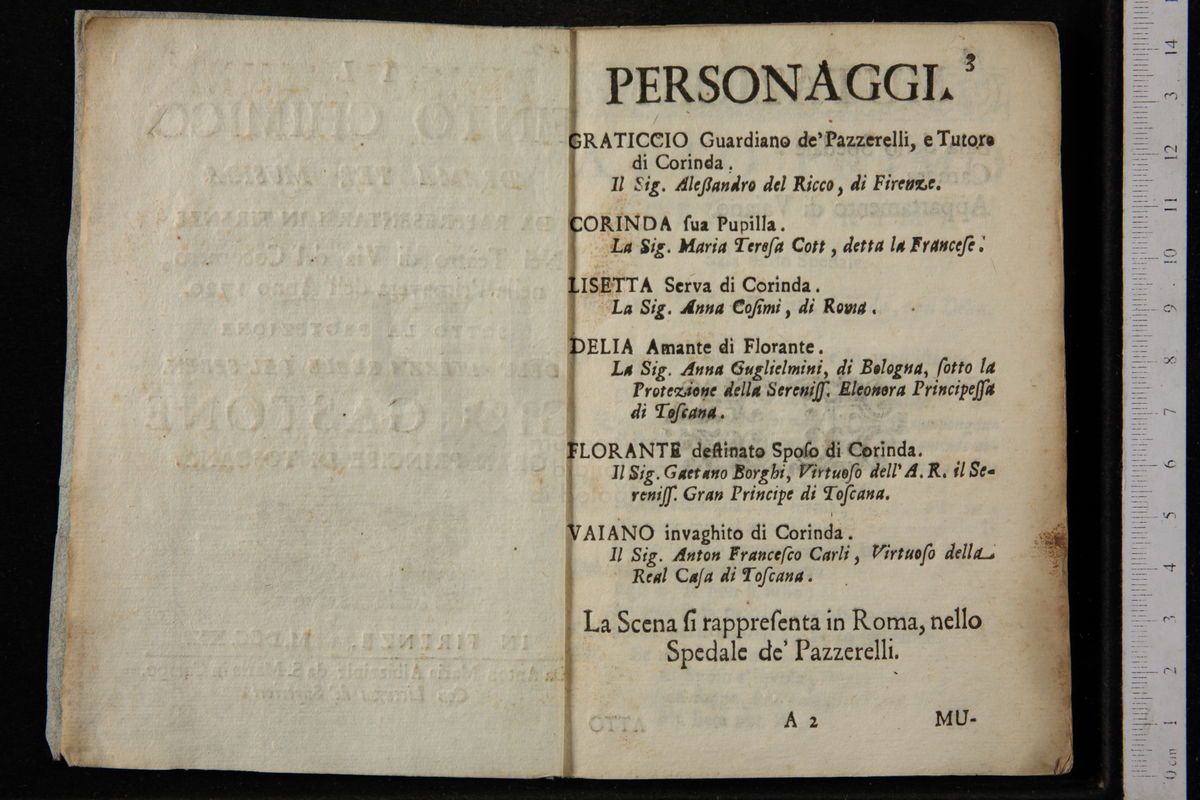 3
PERSONAGGI.
GRATICCIO Guardiano de' Pazzerelli, e Tutore
di Corinda.
Il Sig. Aleßandro del Ricco, di Firenze.
CORINDA ſua Pupilla.
La Sig. Maria Tereſa Cott, detta la Franceſe.
LISETTA Serva di Corinda.
La Sig. Anna Coſimi, di Roma.
DELIA Amante di Florante.
La Sig. Anna Guglielmini, di Bologna, ſotto la
Protezione della Sereniſſ. Eleonora Principeſſa
di Toſcana.
FLORANTE deſtinato Spoſo di Corinda.
Il Sig. Gaetano Borghi, Virtuoſo dell' A. R. il Se-
reniſſ. Gran Principe di Toſcana.
VAIANO invaghito di Corinda.
Il Sig. Anton Franceſco Carli, Virtuoſo della
Real Caſa di Toſcana.
La Scena ſi rappreſenta in Roma, nello
Spedale de' Pazzerelli.
A 2 MU-